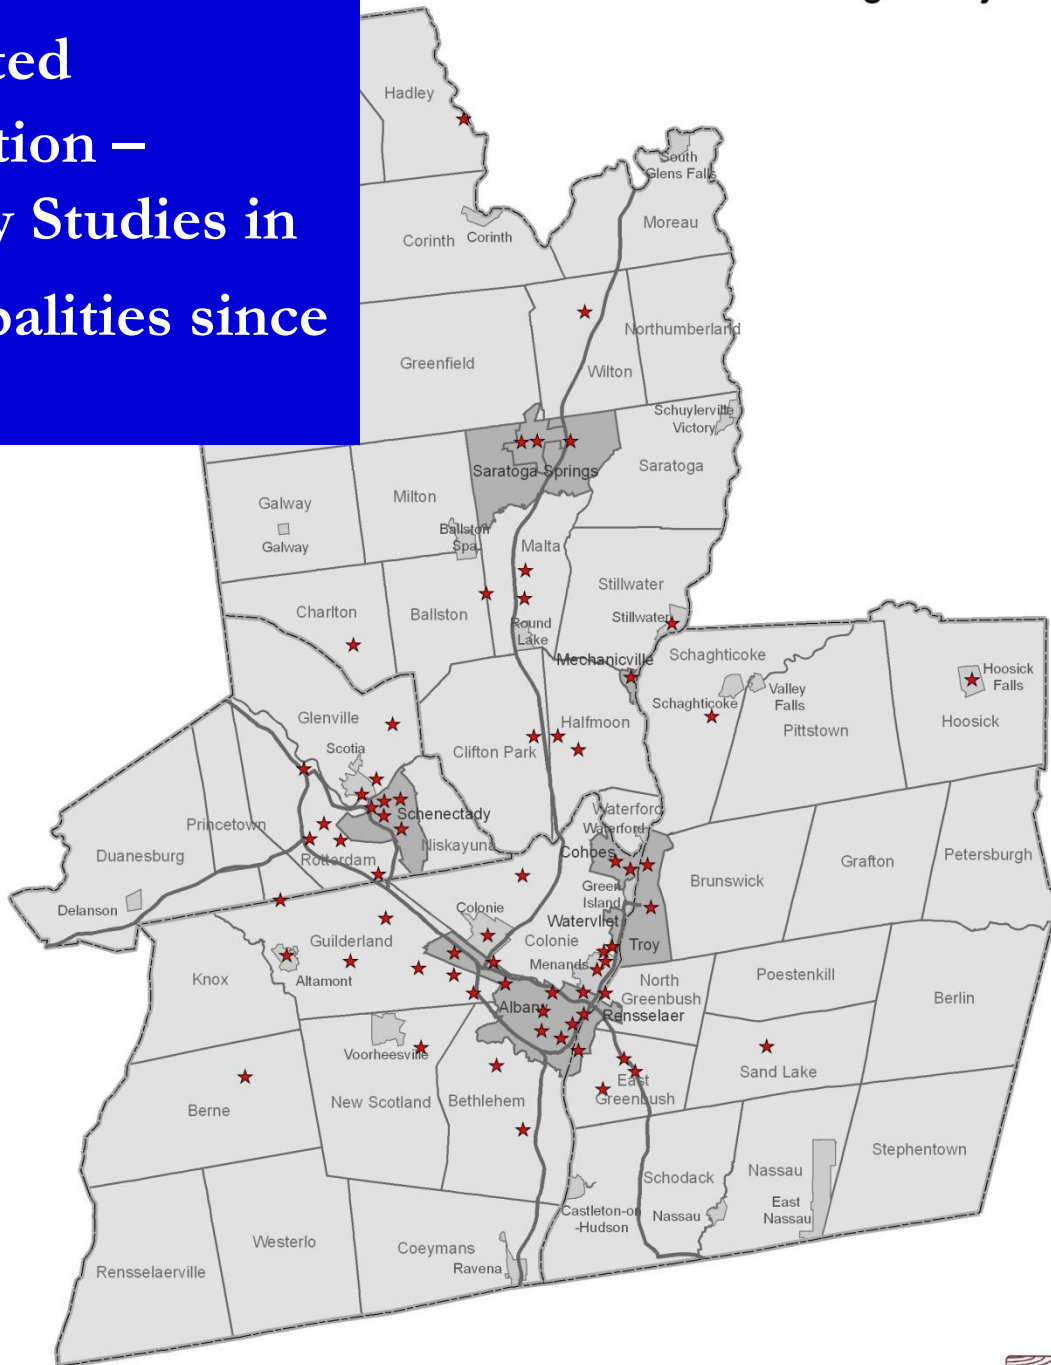 ted
tion –
y Studies in
palities since
Hadley
South
Glens Falls
Moreau
Corinth
Corinth
Northumberland
Greenfield
Wilton
Schuylerville
Victory
Saratoga
Saratoga Springs
Milton
Galway
Galway
Ballston
Spa
Malta
Stillwater
Stillwater
Charlton
Ballston
Round
Lake
Mechanicville
Schaghticoke
Hoosick
Falls
Valley
Falls
Schaghticoke
Hoosick
Pittstown
Glenville
Halfmoon
Clifton Park
Scotia
Waterford
Waterford
Schenectady
Princetown
Niskayuna
Cohoes
Duanesburg
Rotterdam
Petersburgh
Grafton
Brunswick
Green
Island
Delanson
Colonie
Watervliet
Guilderland
Colonie
Troy
Menands
Knox
Altamont
North
Greenbush
Poestenkill
Berlin
Albany
Rensselaer
Voorheesville
Sand Lake
East
Greenbush
Berne
New Scotland
Bethlehem
Stephentown
Schodack
Nassau
Castleton-on
-Hudson
Nassau
East
Nassau
Westerlo
Coeymans
Ravena
Rensselaerville